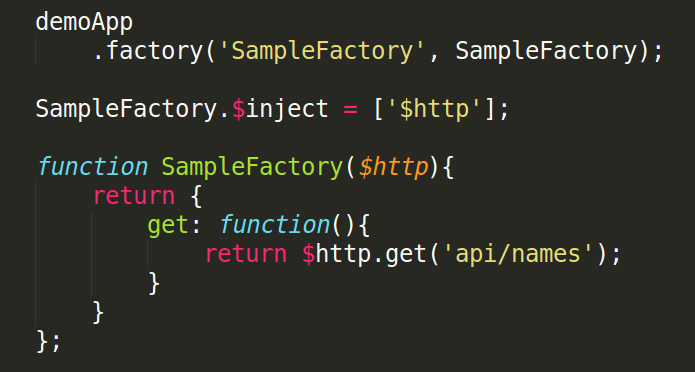 demoApp
    .factory('SampleFactory', SampleFactory);
SampleFactory.$inject = ['$http'];
function SampleFactory($http){
    return {
        get: function(){
            return $http.get('api/names');
        }
    }
};